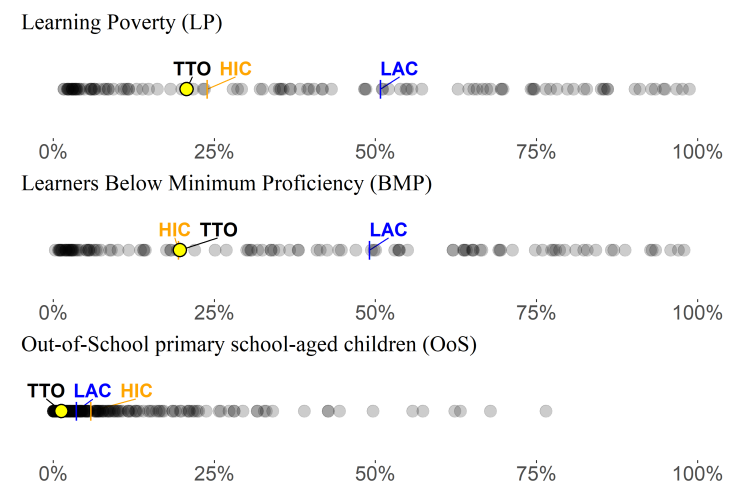 Learning Poverty (LP)
TTO HIC LAC
0% 25% 50% 75% 100%
Learners Below Minimum Proficiency (BMP)
HIC TTO LAC
0% 25% 50% 75% 100%
Out-of-School primary school-aged children (OoS)
TTO LAC HIC
0% 25% 50% 75% 100%